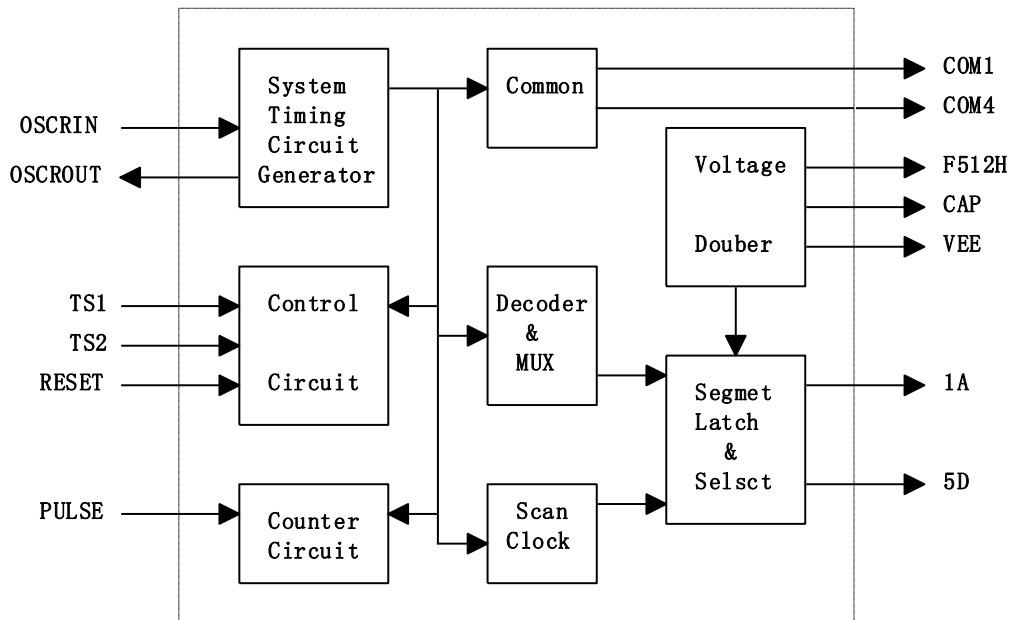 OSCRIN
OSCROUT
System
Timing
Circuit
Generator
Common
COM1
COM4
Voltage
Douber
F512H
CAP
VEE
TS1
TS2
RESET
Control
Circuit
Decoder
&
MUX
Segmet
Latch
&
Selsct
1A
5D
PULSE
Counter
Circuit
Scan
Clock